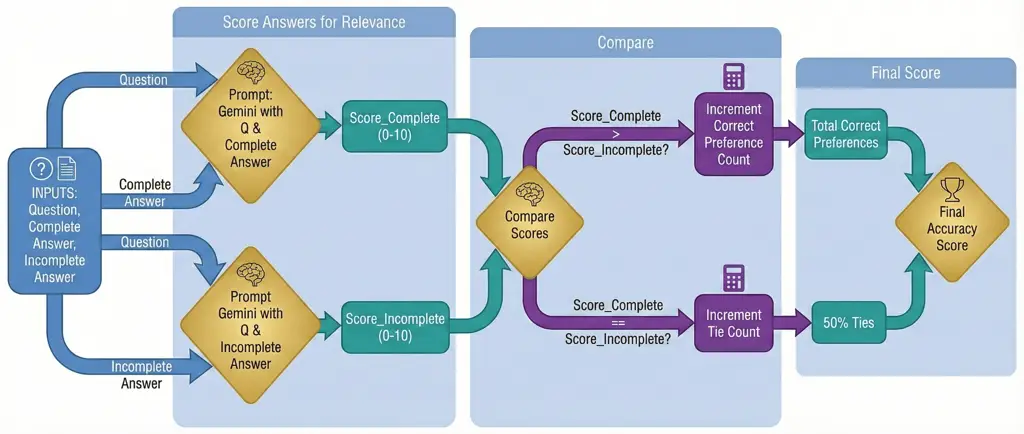 Score Answers for Relevance
Compare
Final Score
INPUTS:
Question,
Complete
Answer,
Incomplete
Answer
Question
Complete
Answer
Question
Incomplete
Answer
Prompt:
Gemini with
Q &
Complete
Answer
Prompt
Gemini with
Q &
Incomplete
Answer
Score_Complete
(0-10)
Score_Incomplete
(0-10)
Compare
Scores
Score_Complete
>
Score_Incomplete?
Score_Complete
==
Score_Incomplete?
Increment
Correct
Preference
Count
Increment
Tie Count
Total Correct
Preferences
50% Ties
Final
Accuracy
Score